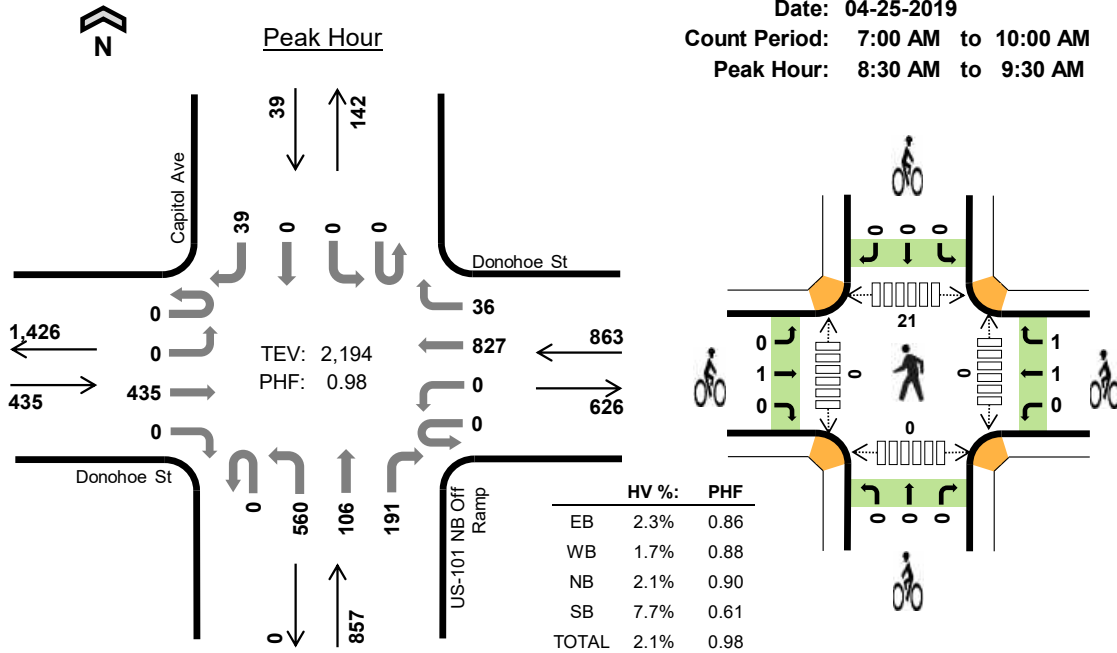 N
Peak Hour
Date: 04-25-2019
Count Period: 7:00 AM to 10:00 AM
Peak Hour: 8:30 AM to 9:30 AM
39
142
Capitol Ave
39
0
0
0
Donohoe St
0
36
1,426
0
827
863
TEV: 2,194
PHF: 0.98
435
435
0
626
0
0
Donohoe St
0
560
106
191
US-101 NB Off
Ramp
0
857
HV %: PHF
EB 2.3% 0.86
WB 1.7% 0.88
NB 2.1% 0.90
SB 7.7% 0.61
TOTAL 2.1% 0.98
0 0 0
21
0
1
0
0
0
1
1
0
0
0 0 0